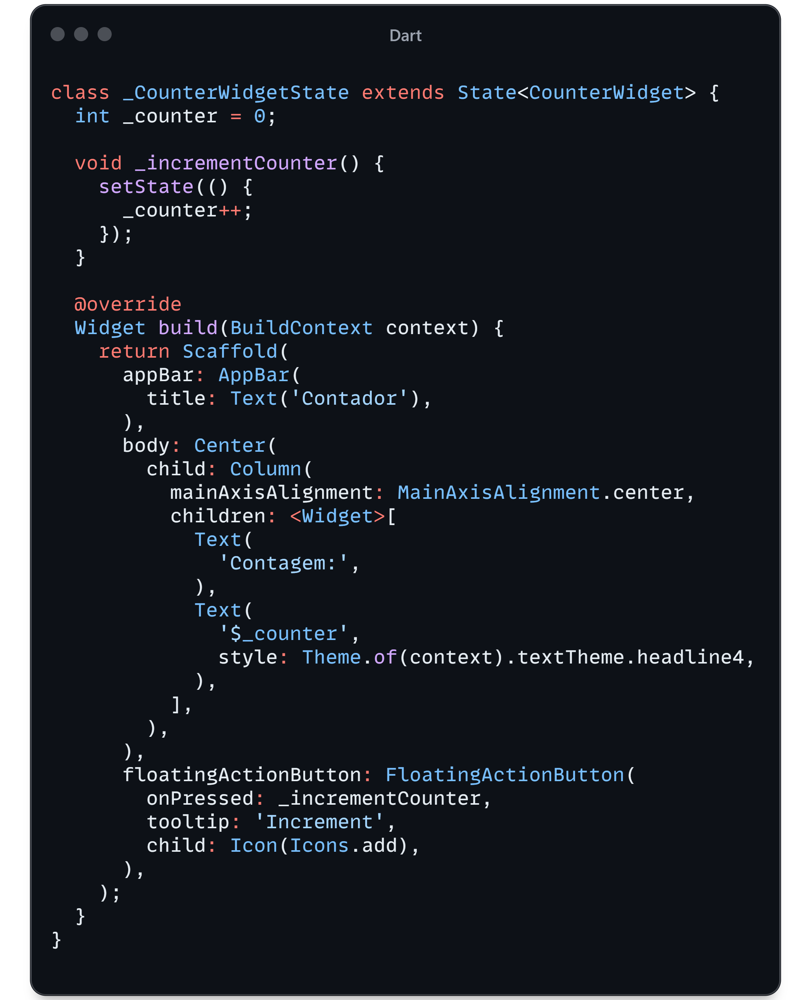 Dart
class _CounterWidgetState extends State<CounterWidget> {
  int _counter = 0;

  void _incrementCounter() {
    setState(() {
      _counter++;
    });
  }

  @override
  Widget build(BuildContext context) {
    return Scaffold(
      appBar: AppBar(
        title: Text('Contador'),
      ),
      body: Center(
        child: Column(
          mainAxisAlignment: MainAxisAlignment.center,
          children: <Widget>[
            Text(
              'Contagem:',
            ),
            Text(
              '$_counter',
              style: Theme.of(context).textTheme.headline4,
            ),
          ],
        ),
      ),
      floatingActionButton: FloatingActionButton(
        onPressed: _incrementCounter,
        tooltip: 'Increment',
        child: Icon(Icons.add),
      ),
    );
  }
}